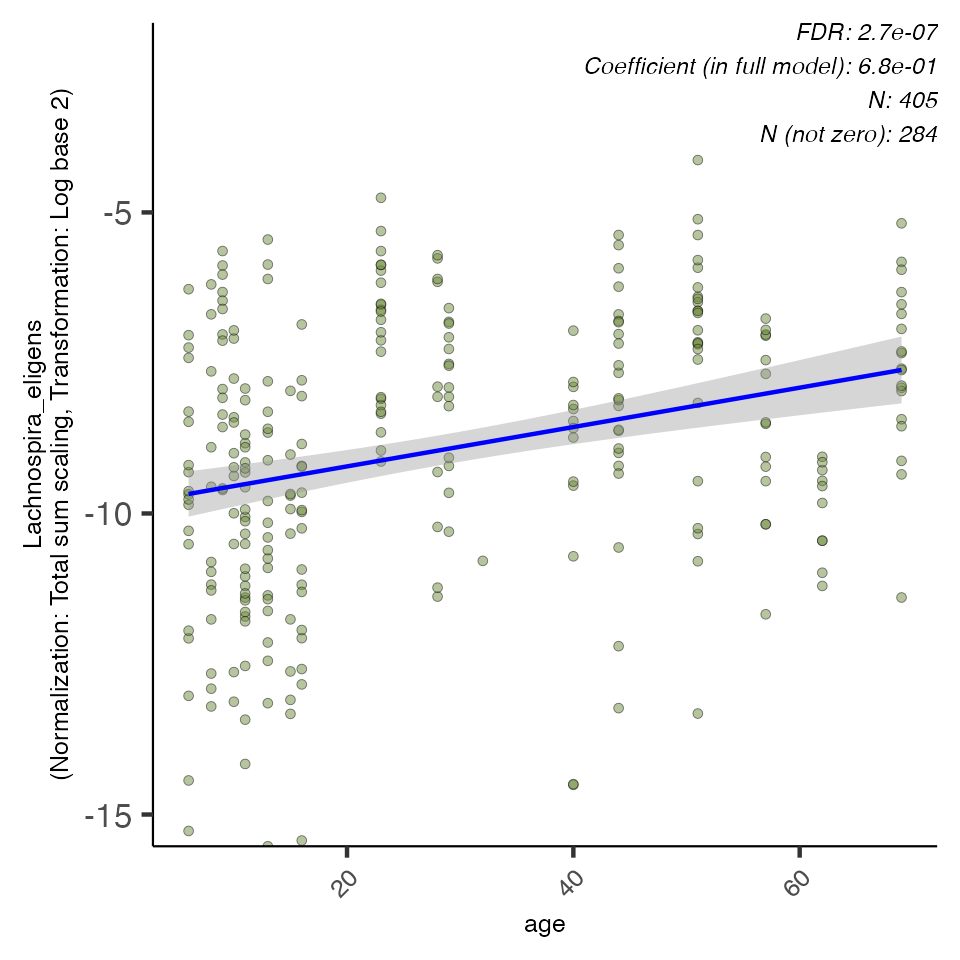 FDR: 2.7e-07
Coefficient (in full model): 6.8e-01
N: 405
N (not zero): 284
Lachnospira_eligens
(Normalization: Total sum scaling, Transformation: Log base 2)
-5
-10
-15
20
40
60
age